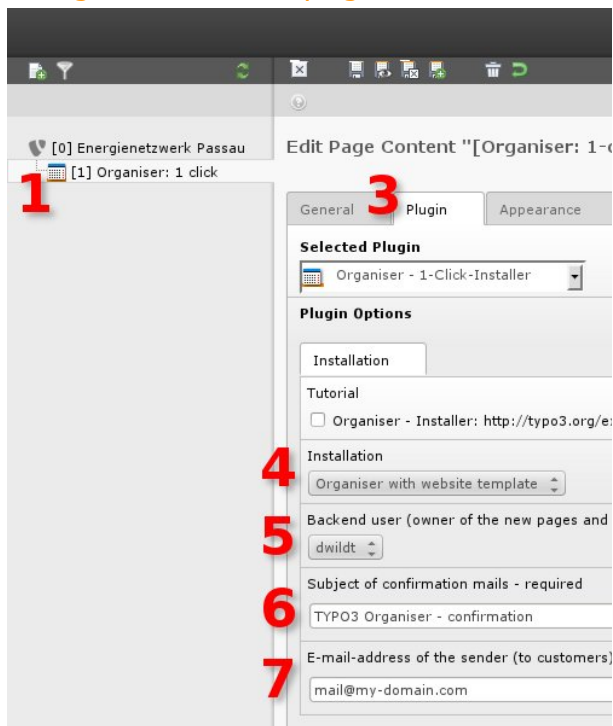 [0] Energienetzwerk Passau
[1] Organiser: 1 click
1
Edit Page Content "[Organiser: 1-c
General
3
Plugin
Appearance
Selected Plugin
Organiser - 1-Click-Installer
Plugin Options
Installation
Tutorial
Organiser - Installer: http://typo3.org/e
Installation
4
Organiser with website template
Backend user (owner of the new pages and
5
dwildt
Subject of confirmation mails - required
6
TYPO3 Organiser - confirmation
E-mail-address of the sender (to customers)
7
mail@my-domain.com